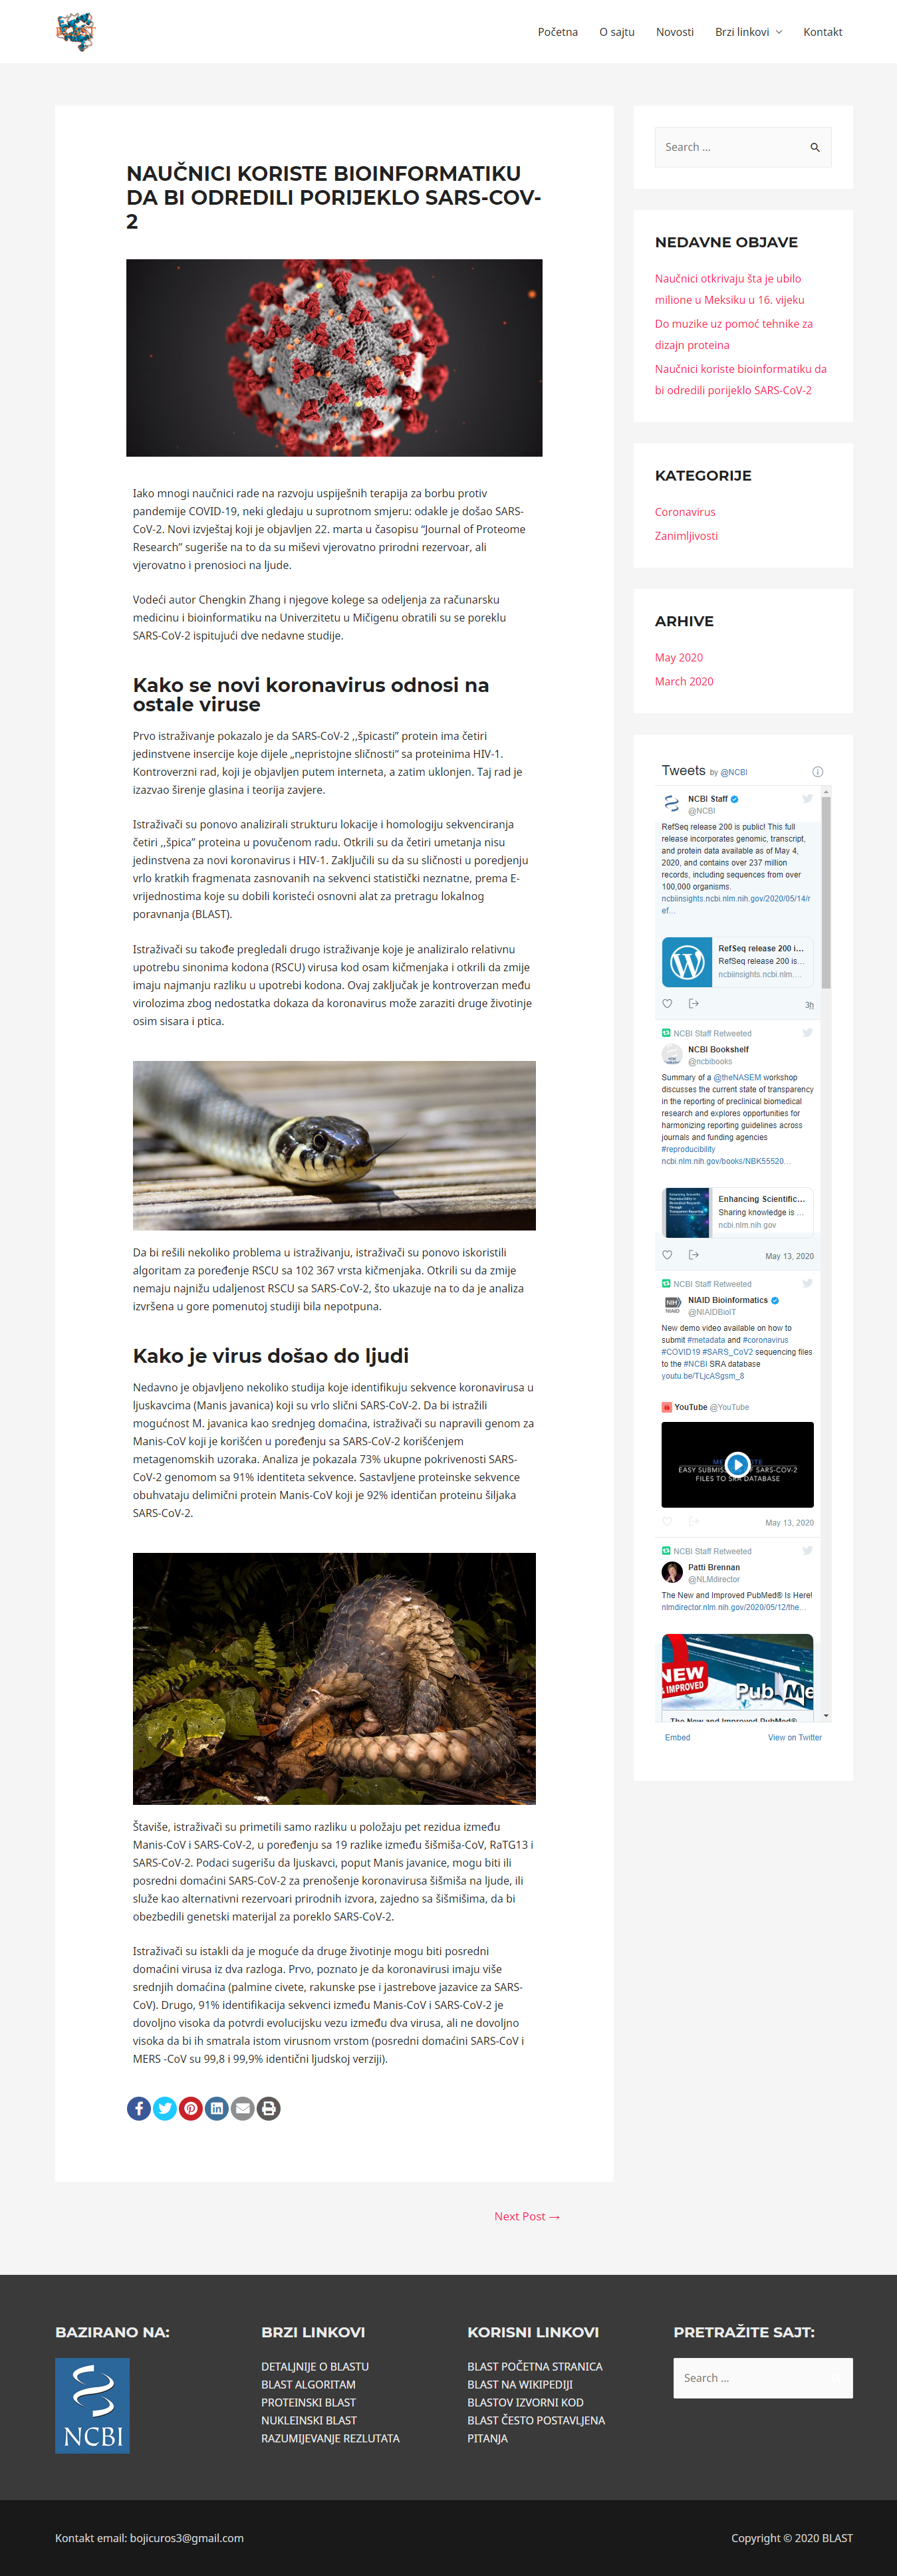 Početna
O sajtu
Novosti
Brzi linkovi
Kontakt
NAUČNICI KORISTE BIOINFORMATIKU
DA BI ODREDILI PORIJEKLO SARS-COV-
2
Iako mnogi naučnici rade na razvoju uspiješnih terapija za borbu protiv
pandemije COVID-19, neki gledaju u suprotnom smjeru: odakle je došao SARS-
CoV-2. Novi izvještaj koji je objavljen 22. marta u časopisu “Journal of Proteome
Research” sugeriše na to da su miševi vjerovatno prirodni rezervoar, ali
vjerovatno i prenosioci na ljude.
Vodeći autor Chengkin Zhang i njegove kolege sa odeljenja za računarsku
medicinu i bioinformatiku na Univerzitetu u Mičigenu obratili su se poreklu
SARS-CoV-2 ispitujući dve nedavne studije.
Kako se novi koronavirus odnosi na
ostale viruse
Prvo istraživanje pokazalo je da SARS-CoV-2 ,,špicasti” protein ima četiri
jedinstvene insercije koje dijele „nepristojne sličnosti“ sa proteinima HIV-1.
Kontroverzni rad, koji je objavljen putem interneta, a zatim uklonjen. Taj rad je
izazvao širenje glasina i teorija zavjere.
Istraživači su ponovo analizirali strukturu lokacije i homologiju sekvenciranja
četiri ,,špica” proteina u povučenom radu. Otkrili su da četiri umetanja nisu
jedinstvena za novi koronavirus i HIV-1. Zaključili su da su sličnosti u poredjenju
vrlo kratkih fragmenata zasnovanih na sekvenci statistički neznatne, prema E-
vrijednostima koje su dobili koristeći osnovni alat za pretragu lokalnog
poravnanja (BLAST).
Istraživači su takođe pregledali drugo istraživanje koje je analiziralo relativnu
upotrebu sinonima kodona (RSCU) virusa kod osam kičmenjaka i otkrili da zmije
imaju najmanju razliku u upotrebi kodona. Ovaj zaključak je kontroverzan među
virolozima zbog nedostatka dokaza da koronavirus može zaraziti druge životinje
osim sisara i ptica.
Da bi rešili nekoliko problema u istraživanju, istraživači su ponovo iskoristili
algoritam za poređenje RSCU sa 102 367 vrsta kičmenjaka. Otkrili su da zmije
nemaju najnižu udaljenost RSCU sa SARS-CoV-2, što ukazuje na to da je analiza
izvršena u gore pomenutoj studiji bila nepotpuna.
Kako je virus došao do ljudi
Nedavno je objavljeno nekoliko studija koje identifikuju sekvence koronavirusa u
ljuskavcima (Manis javanica) koji su vrlo slični SARS-CoV-2. Da bi istražili
mogućnost M. javanica kao srednjeg domaćina, istraživači su napravili genom za
Manis-CoV koji je korišćen u poređenju sa SARS-CoV-2 korišćenjem
metagenomskih uzoraka. Analiza je pokazala 73% ukupne pokrivenosti SARS-
CoV-2 genomom sa 91% identiteta sekvence. Sastavljene proteinske sekvence
obuhvataju delimični protein Manis-CoV koji je 92% identičan proteinu šiljaka
SARS-CoV-2.
Štaviše, istraživači su primetili samo razliku u položaju pet rezidua između
Manis-CoV i SARS-CoV-2, u poređenju sa 19 razlike između šišmiša-CoV, RaTG13 i
SARS-CoV-2. Podaci sugerišu da ljuskavci, poput Manis javanice, mogu biti ili
posredni domaćini SARS-CoV-2 za prenošenje koronavirusa šišmiša na ljude, ili
služe kao alternativni rezervoari prirodnih izvora, zajedno sa šišmišima, da bi
obezbedili genetski materijal za poreklo SARS-CoV-2.
Istraživači su istakli da je moguće da druge životinje mogu biti posredni
domaćini virusa iz dva razloga. Prvo, poznato je da koronavirusi imaju više
srednjih domaćina (palmine civete, rakunske pse i jastrebove jazavice za SARS-
CoV). Drugo, 91% identifikacija sekvenci između Manis-CoV i SARS-CoV-2 je
dovoljno visoka da potvrdi evolucijsku vezu između dva virusa, ali ne dovoljno
visoka da bi ih smatrala istom virusnom vrstom (posredni domaćini SARS-CoV i
MERS -CoV su 99,8 i 99,9% identični ljudskoj verziji).
Next Post →
Search ...
NEDAVNE OBJAVE
Naučnici otkrivaju šta je ubilo
milione u Meksiku u 16. vijeku
Do muzike uz pomoć tehnike za
dizajn proteina
Naučnici koriste bioinformatiku da
bi odredili porijeklo SARS-CoV-2
KATEGORIJE
Coronavirus
Zanimljivosti
ARHIVE
May 2020
March 2020
Tweets by @NCBI
NCBI Staff
@NCBI
RefSeq release 200 is public! This full
release incorporates genomic, transcript,
and protein data available as of May 4,
2020, and contains over 237 million
records, including sequences from over
100,000 organisms.
ncbiinsights.ncbi.nlm.nih.gov/2020/05/14/r
ef…
RefSeq release 200 i...
RefSeq release 200 is...
ncbiinsights.ncbi.nlm....
3h
NCBI Staff Retweeted
NCBI Bookshelf
@ncbibooks
Summary of a @theNASEM workshop
discusses the current state of transparency
in the reporting of preclinical biomedical
research and explores opportunities for
harmonizing reporting guidelines across
journals and funding agencies
#reproducibility
ncbi.nlm.nih.gov/books/NBK55520…
Enhancing Scientific...
Sharing knowledge is ...
ncbi.nlm.nih.gov
May 13, 2020
NCBI Staff Retweeted
NIAID Bioinformatics
@NIAIDBioIT
New demo video available on how to
submit #metadata and #coronavirus
#COVID19 #SARS_CoV2 sequencing files
to the #NCBI SRA database
youtu.be/TLjcASgsm_8
YouTube @YouTube
EASY SUBMISS SARS-COV-2
FILES TO SRA DATABASE
May 13, 2020
NCBI Staff Retweeted
Patti Brennan
@NLMdirector
The New and Improved PubMed® Is Here!
nlmdirector.nlm.nih.gov/2020/05/12/the…
NEW
& IMPROVED
PubMe
The New and Improved PubMed®
Embed
View on Twitter
BAZIRANO NA:
NCBI
BRZI LINKOVI
DETALJNIJE O BLASTU
BLAST ALGORITAM
PROTEINSKI BLAST
NUKLEINSKI BLAST
RAZUMIJEVANJE REZLUTATA
KORISNI LINKOVI
BLAST POČETNA STRANICA
BLAST NA WIKIPEDIJI
BLASTOV IZVORNI KOD
BLAST ČESTO POSTAVLJENA
PITANJA
PRETRAŽITE SAJT:
Search ...
Kontakt email: bojicuros3@gmail.com
Copyright © 2020 BLAST